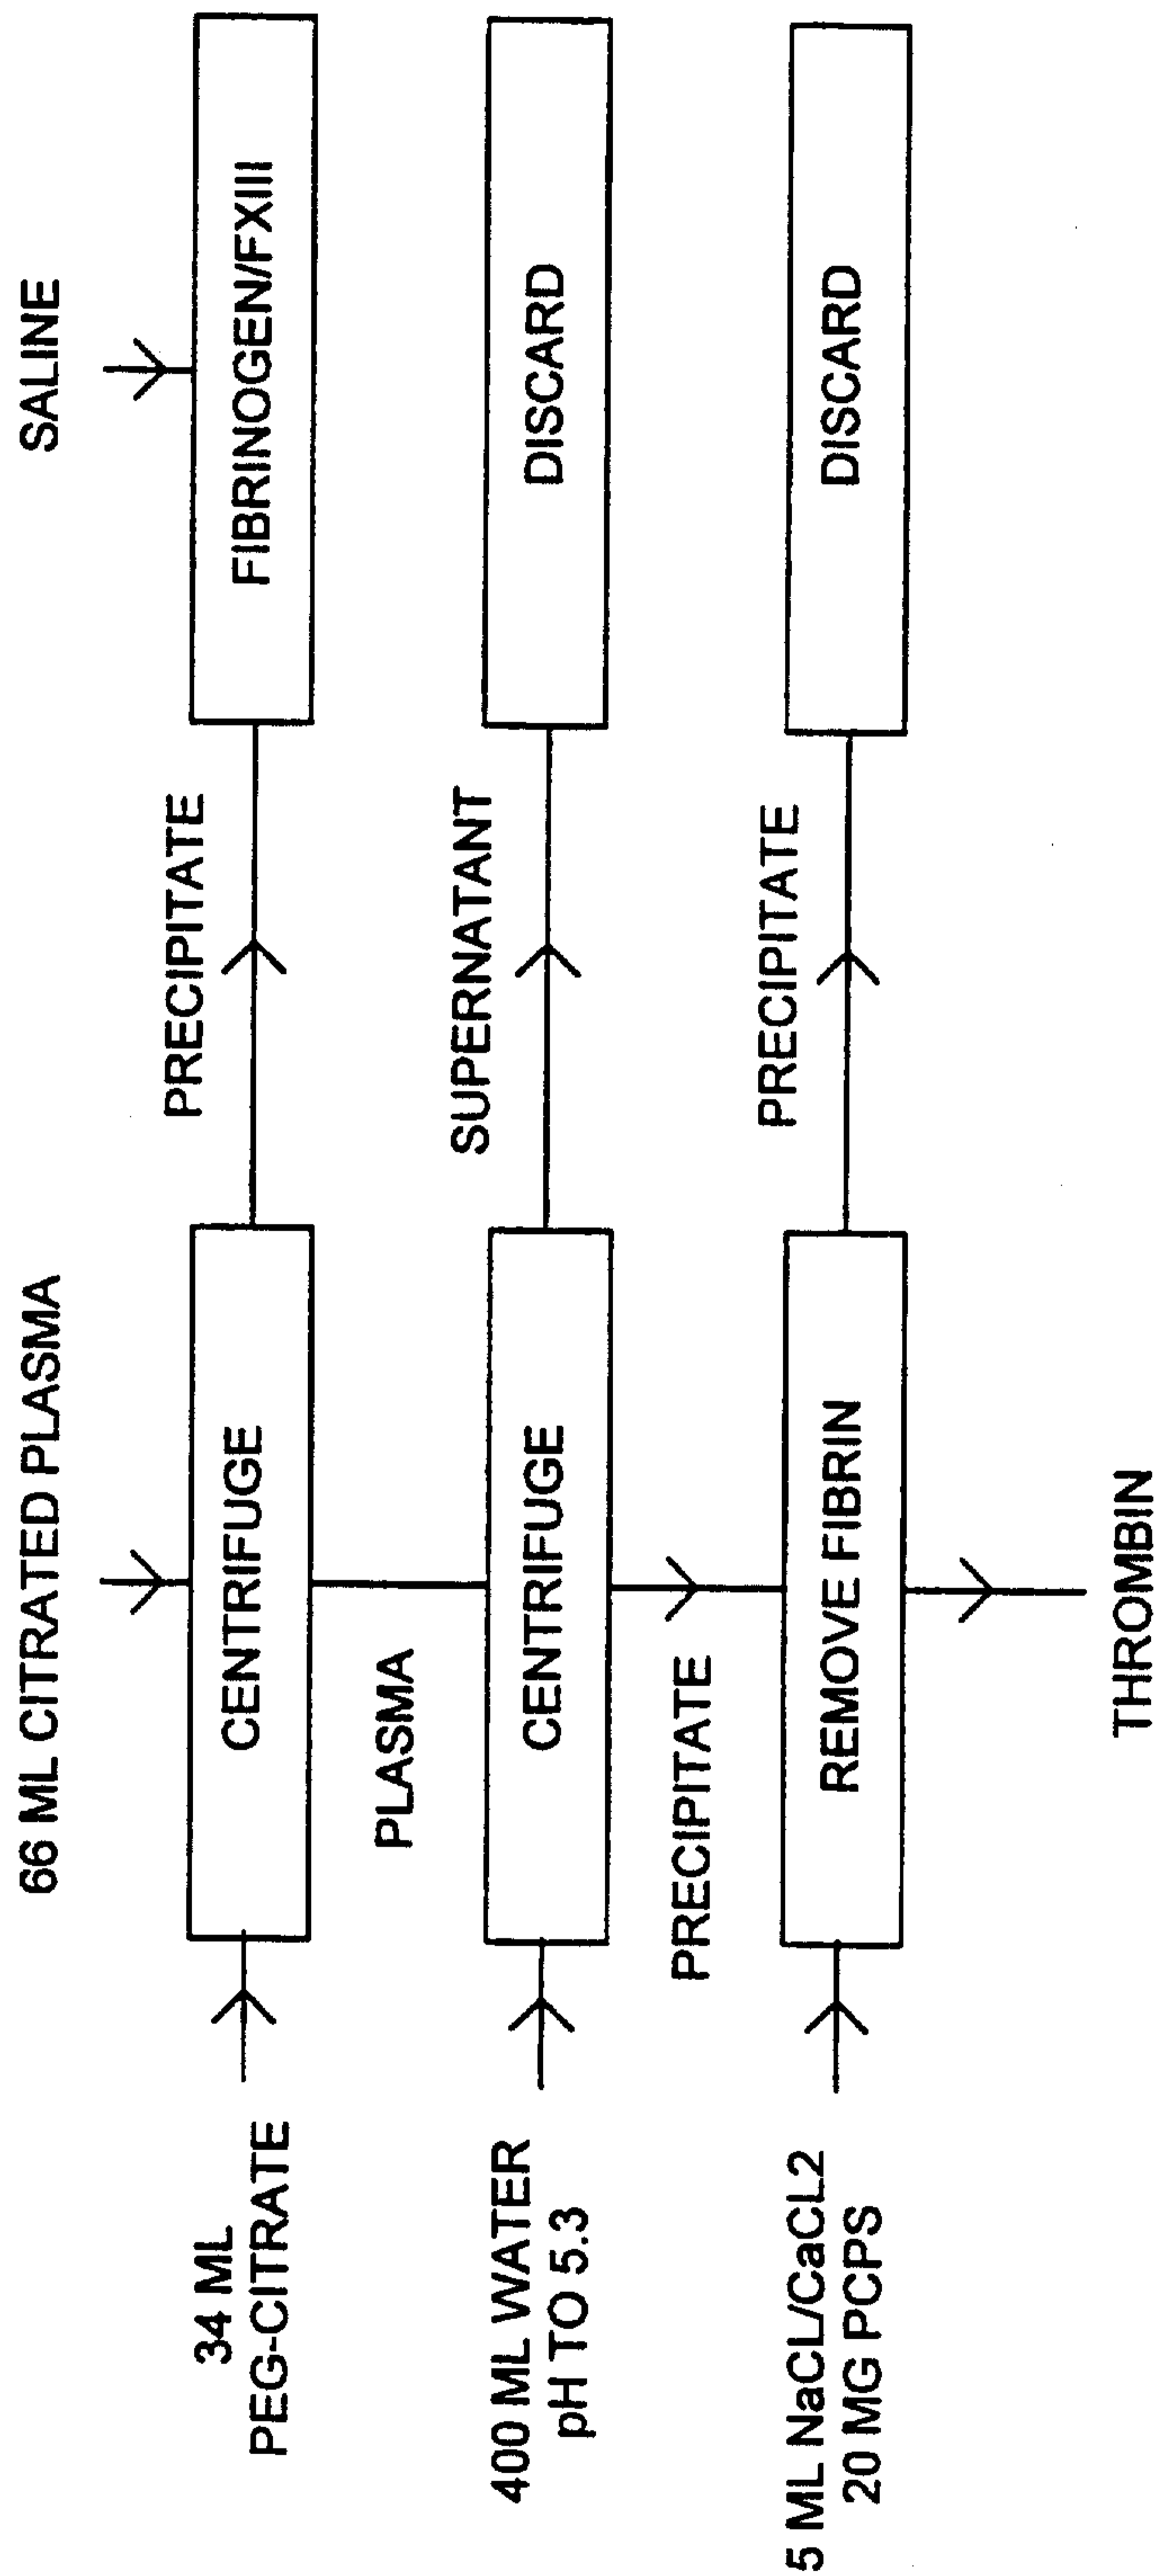 66 ML CITRATED PLASMA
SALINE
34 ML
PEG-CITRATE
CENTRIFUGE
PRECIPITATE
FIBRINOGEN/FXIII
PLASMA
400 ML WATER
pH TO 5.3
CENTRIFUGE
SUPERNATANT
DISCARD
PRECIPITATE
5 ML NaCL/CaCL2
20 MG PCPS
REMOVE FIBRIN
PRECIPITATE
DISCARD
THROMBIN